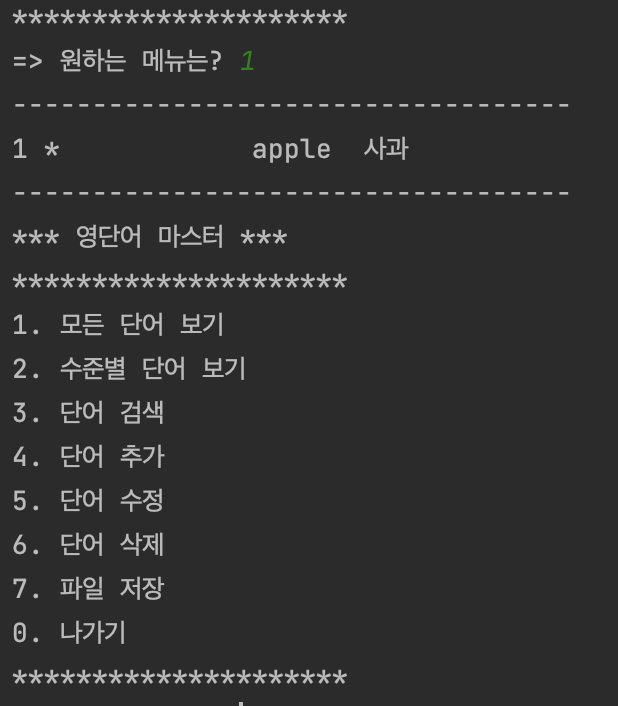 *********************
=> 원하는 메뉴는? 1
-----------------------------------
1 *            apple  사과
-----------------------------------
*** 영단어 마스터 ***
*********************
1. 모든 단어 보기
2. 수준별 단어 보기
3. 단어 검색
4. 단어 추가
5. 단어 수정
6. 단어 삭제
7. 파일 저장
0. 나가기
*********************